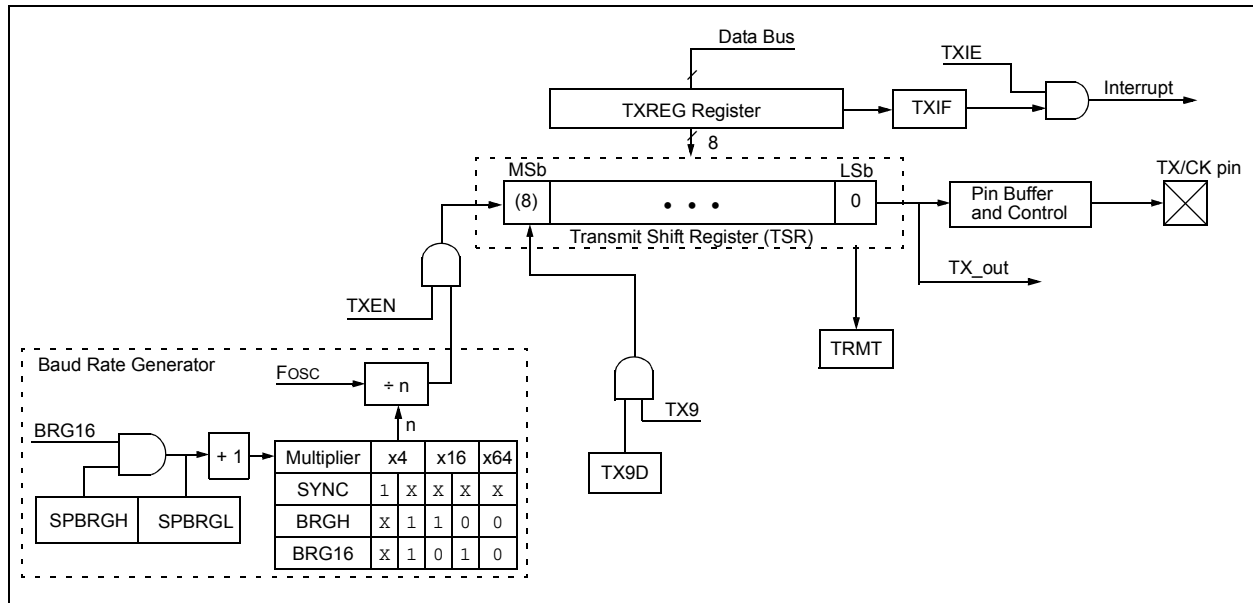 Data Bus
TXIE
Interrupt
TXREG Register
TXIF
8
MSb
LSb
TX/CK pin
(8)
• • •
0
Pin Buffer
and Control
Transmit Shift Register (TSR)
TX_out
TXEN
TRMT
Baud Rate Generator
FOSC
÷ n
TX9
n
BRG16
+ 1
Multiplier x4 x16 x64
TX9D
SYNC 1 X X X X
SPBRGH SPBRGL
BRGH X 1 1 0 0
BRG16 X 1 0 1 0